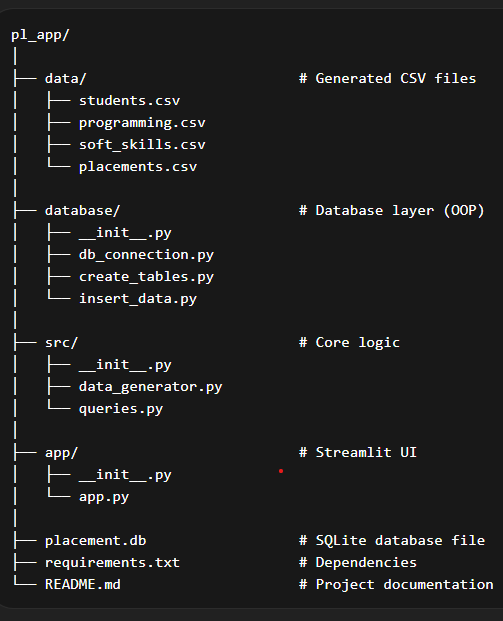 pl_app/
│
├── data/                         # Generated CSV files
│   ├── students.csv
│   ├── programming.csv
│   ├── soft_skills.csv
│   └── placements.csv
│
├── database/                     # Database layer (OOP)
│   ├── __init__.py
│   ├── db_connection.py
│   ├── create_tables.py
│   └── insert_data.py
│
├── src/                          # Core logic
│   ├── __init__.py
│   ├── data_generator.py
│   └── queries.py
│
├── app/                          # Streamlit UI
│   ├── __init__.py
│   └── app.py
│
├── placement.db                  # SQLite database file
├── requirements.txt              # Dependencies
└── README.md                     # Project documentation